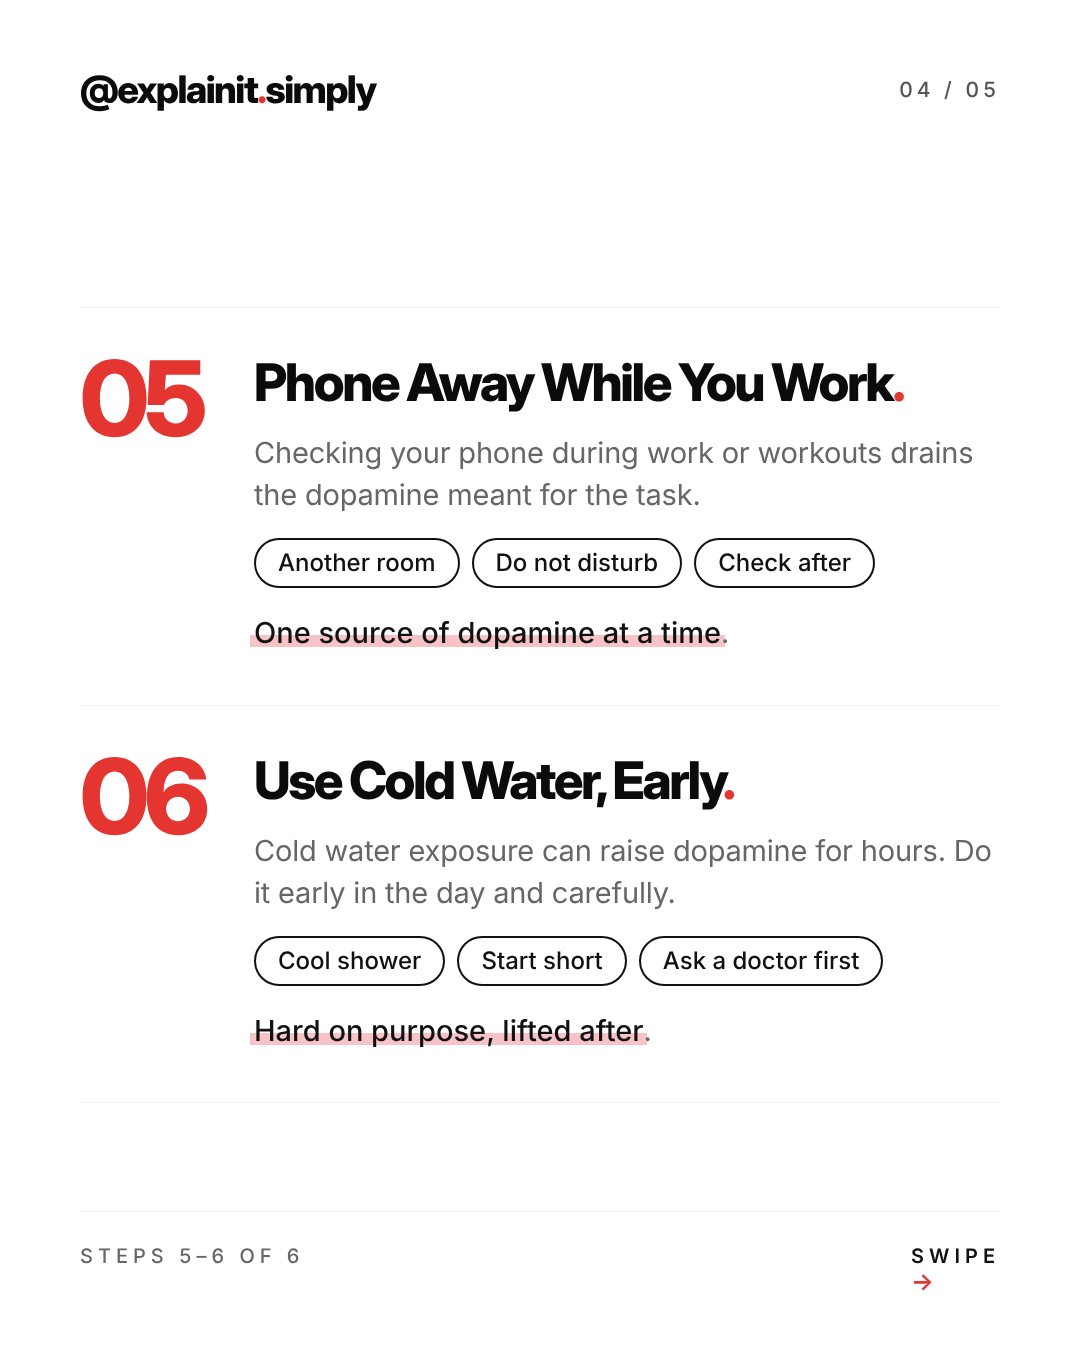 @explainit.simply
04 / 05
05
Phone Away While You Work.
Checking your phone during work or workouts drains
the dopamine meant for the task.
Another room
Do not disturb
Check after
One source of dopamine at a time.
06
Use Cold Water, Early.
Cold water exposure can raise dopamine for hours. Do
it early in the day and carefully.
Cool shower
Start short
Ask a doctor first
Hard on purpose, lifted after.
STEPS 5–6 OF 6
SWIPE
→